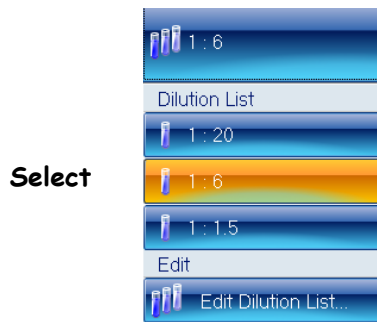 1 : 6
Dilution List
1 : 20
Select
1 : 6
1 : 1.5
Edit
Edit Dilution List...